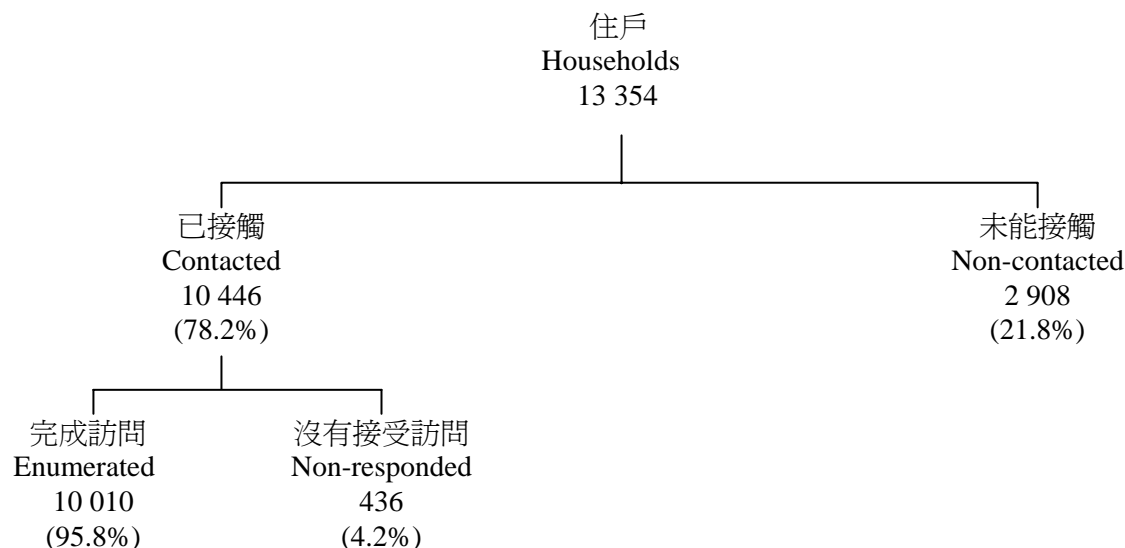 住戶
Households
13 354
已接觸
Contacted
10 446
(78.2%)
未能接觸
Non-contacted
2 908
(21.8%)
完成訪問
Enumerated
10 010
(95.8%)
沒有接受訪問
Non-responded
436
(4.2%)